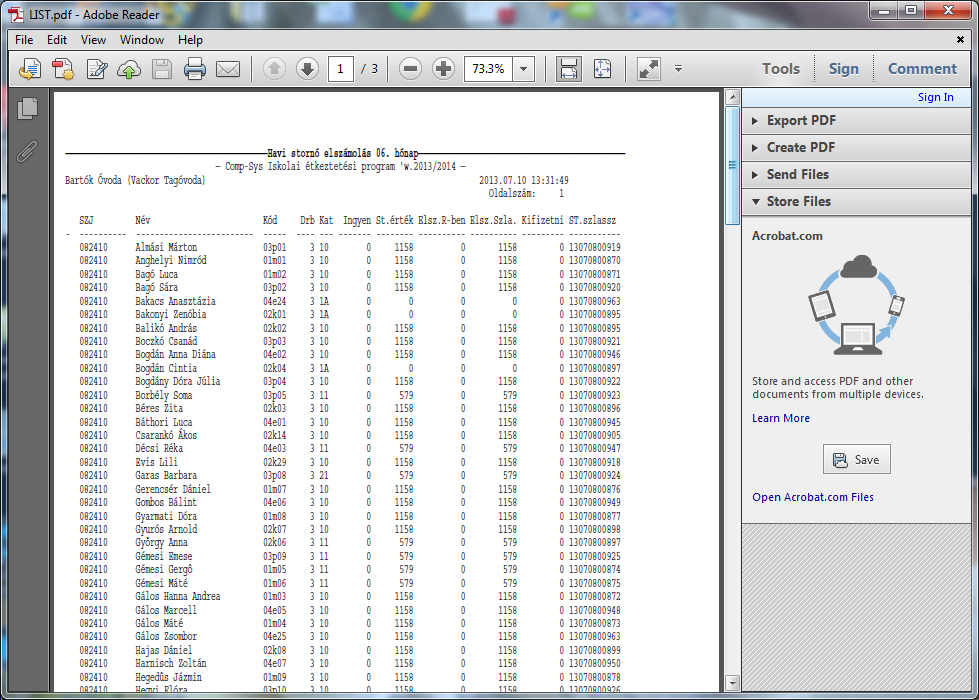 LIST.pdf - Adobe Reader
File Edit View Window Help
1 / 3 73.3% Tools Sign Comment
Sign In
Export PDF
Create PDF
Send Files
Store Files
Acrobat.com
Store and access PDF and other
documents from multiple devices.
Learn More
Save
Open Acrobat.com Files
Havi stornó elszámolás 06. hónap
- Comp-Sys Iskolai étkeztetési program 'w.2013/2014 -
Bartók Óvoda (Vackor Tagóvoda) 2013.07.10 13:31:49
Oldalszám: 1
SZJ Név Kód Drb Kat Ingyen St.érték Elsz.R-ben Elsz.Szla. Kifizetni ST.szlassz
082410 Almási Márton 03p01 3 10 0 1158 0 1158 0 13070800919
082410 Anghelyi Nimród 01m01 3 10 0 1158 0 1158 0 13070800870
082410 Bagó Luca 01m02 3 10 0 1158 0 1158 0 13070800871
082410 Bagó Sára 03p02 3 10 0 1158 0 1158 0 13070800920
082410 Bakacs Anasztázia 04e24 3 1A 0 0 0 0 0 13070800963
082410 Bakonyi Zenóbia 02k01 3 1A 0 0 0 0 0 13070800895
082410 Balikó András 02k02 3 10 0 1158 0 1158 0 13070800895
082410 Boczkó Csanád 03p03 3 10 0 1158 0 1158 0 13070800921
082410 Bogdán Anna Diána 04e02 3 10 0 1158 0 1158 0 13070800946
082410 Bogdán Cintia 02k04 3 1A 0 0 0 0 0 13070800897
082410 Bogdány Dóra Júlia 03p04 3 10 0 1158 0 1158 0 13070800922
082410 Borbély Soma 03p05 3 11 0 579 0 579 0 13070800923
082410 Béres Zita 02k03 3 10 0 1158 0 1158 0 13070800896
082410 Báthori Luca 04e01 3 10 0 1158 0 1158 0 13070800945
082410 Csarankó Ákos 02k14 3 10 0 1158 0 1158 0 13070800905
082410 Décsi Réka 04e03 3 11 0 579 0 579 0 13070800947
082410 Evis Lili 02k29 3 10 0 1158 0 1158 0 13070800918
082410 Garas Barbara 03p08 3 21 0 579 0 579 0 13070800924
082410 Gerencsér Dániel 01m07 3 10 0 1158 0 1158 0 13070800876
082410 Gombos Bálint 04e06 3 10 0 1158 0 1158 0 13070800949
082410 Gyarmati Dóra 01m08 3 10 0 1158 0 1158 0 13070800877
082410 Gyurós Arnold 02k07 3 10 0 1158 0 1158 0 13070800898
082410 György Anna 02k06 3 11 0 579 0 579 0 13070800897
082410 Gémesi Emese 03p09 3 11 0 579 0 579 0 13070800925
082410 Gémesi Gergô 01m05 3 11 0 579 0 579 0 13070800874
082410 Gémesi Máté 01m06 3 11 0 579 0 579 0 13070800875
082410 Gálos Hanna Andrea 01m03 3 10 0 1158 0 1158 0 13070800872
082410 Gálos Marcell 04e05 3 10 0 1158 0 1158 0 13070800948
082410 Gálos Máté 01m04 3 10 0 1158 0 1158 0 13070800873
082410 Gálos Zsombor 04e25 3 10 0 1158 0 1158 0 13070800963
082410 Hajas Dániel 02k08 3 10 0 1158 0 1158 0 13070800899
082410 Harnisch Zoltán 04e07 3 10 0 1158 0 1158 0 13070800950
082410 Hegedûs Jázmin 01m09 3 10 0 1158 0 1158 0 13070800878
082410 Hegyi Flóra 03p10 3 10 0 1158 0 1158 0 13070800926